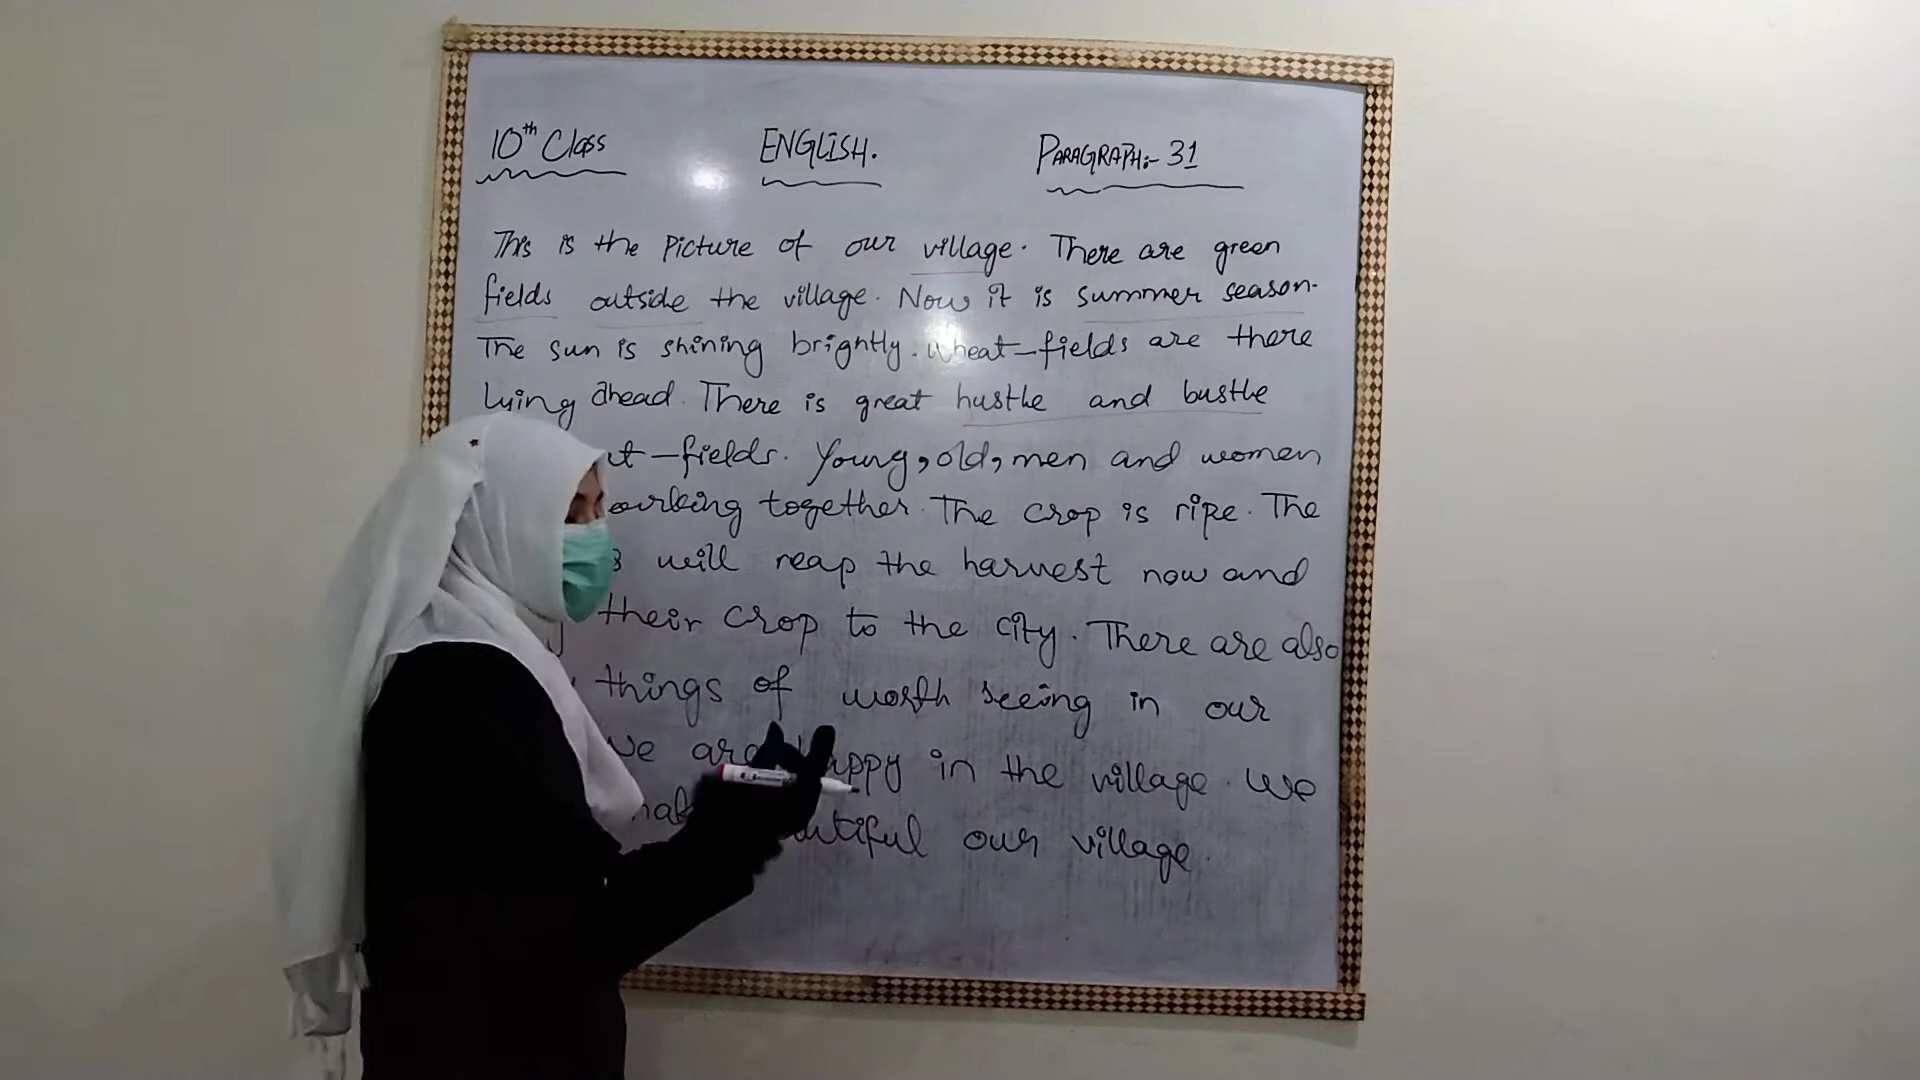 10th Class ENGLISH. PARAGRAPH:- 31
This is the Picture of our village. There are green
fields outside the village. Now it is summer season.
The sun is shining brightly. wheat-fields are there
lying ahead. There is great hustle and bustle
-fields. Young, old, men and women
together. The crop is ripe. The
will reap the harvest now and
their crop to the city. There are also
things of worth seeing in our
we are happy in the village. We
our village.